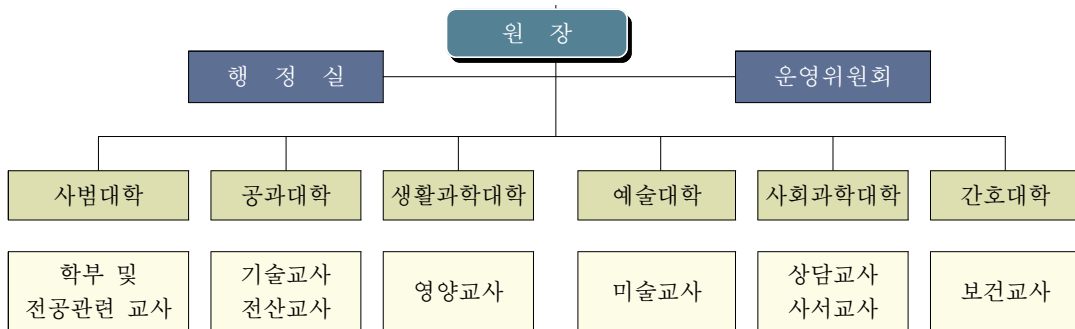 원 장
행 정 실
운영위원회
사범대학
공과대학
생활과학대학
예술대학
사회과학대학
간호대학
학부 및
전공관련 교사
기술교사
전산교사
영양교사
미술교사
상담교사
사서교사
보건교사